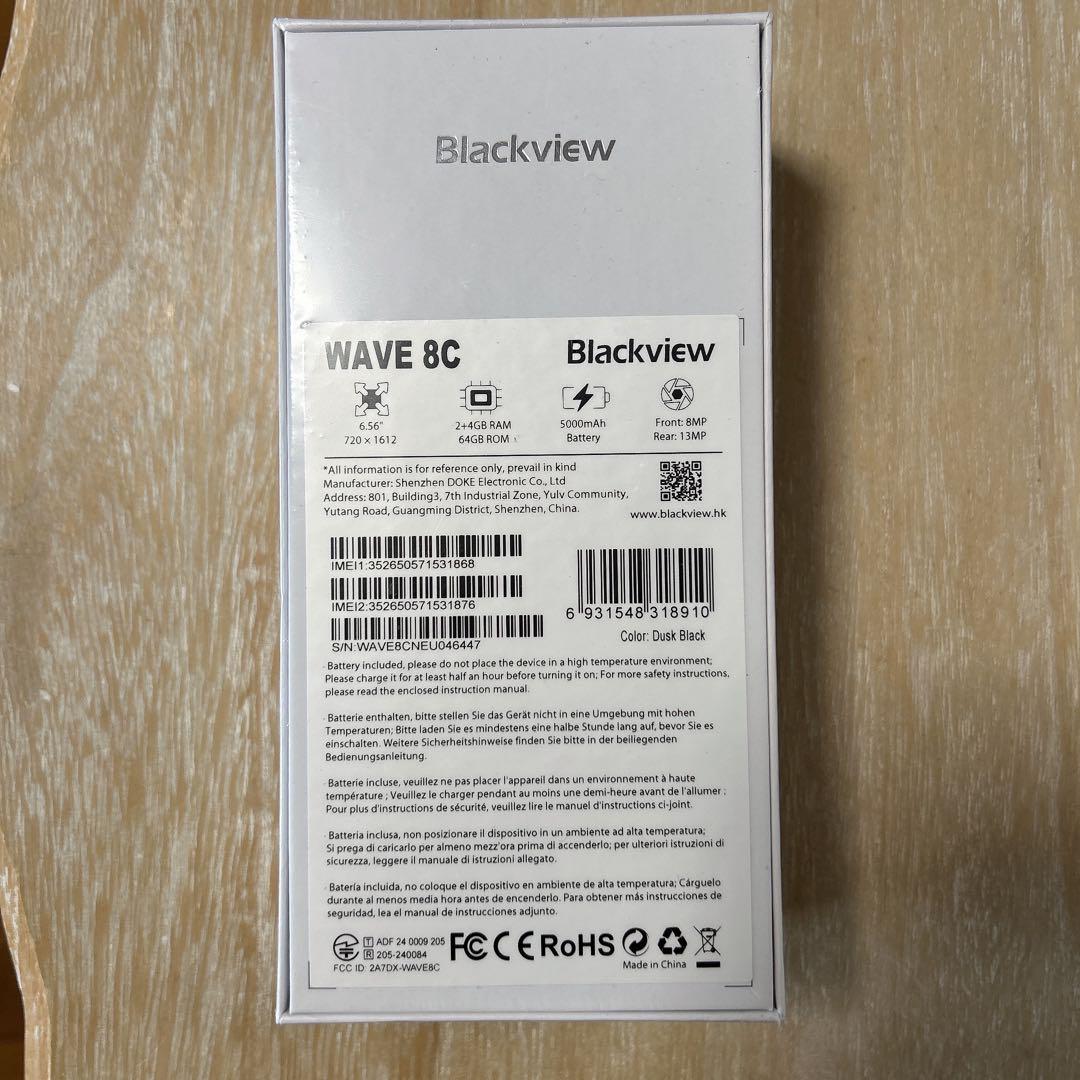 Blackview
WAVE 8C
Blackview
6.56"
720 × 1612
2+4GB RAM
64GB ROM
5000mAh
Battery
Front: 8MP
Rear: 13MP
*All information is for reference only, prevail in kind
Manufacturer: Shenzhen DOKE Electronic Co., Ltd
Address: 801, Building3, 7th Industrial Zone, Yulv Community,
Yutang Road, Guangming District, Shenzhen, China.
www.blackview.hk
IMEI1:352650571531868
IMEI2:352650571531876
S/N:WAVE8CNEU046447
6 931548 318910
Color: Dusk Black
· Battery included, please do not place the device in a high temperature environment;
Please charge it for at least half an hour before turning it on; For more safety instructions,
please read the enclosed instruction manual.
· Batterie enthalten, bitte stellen Sie das Gerät nicht in eine Umgebung mit hohen
Temperaturen; Bitte laden Sie es mindestens eine halbe Stunde lang auf, bevor Sie es
einschalten. Weitere Sicherheitshinweise finden Sie bitte in der beiliegenden
Bedienungsanleitung.
· Batterie incluse, veuillez ne pas placer l'appareil dans un environnement à haute
température ; Veuillez le charger pendant au moins une demi-heure avant de l'allumer ;
Pour plus d'instructions de sécurité, veuillez lire le manuel d'instructions ci-joint.
· Batteria inclusa, non posizionare il dispositivo in un ambiente ad alta temperatura;
Si prega di caricarlo per almeno mezz'ora prima di accenderlo; per ulteriori istruzioni di
sicurezza, leggere il manuale di istruzioni allegato.
· Batería incluida, no coloque el dispositivo en ambiente de alta temperatura; Cárguelo
durante al menos media hora antes de encenderlo. Para obtener más instrucciones de
seguridad, lea el manual de instrucciones adjunto.
T ADF 24 0009 205
R 205-240084
FCC ID: 2A7DX-WAVE8C
FC CE RoHS
Made in China